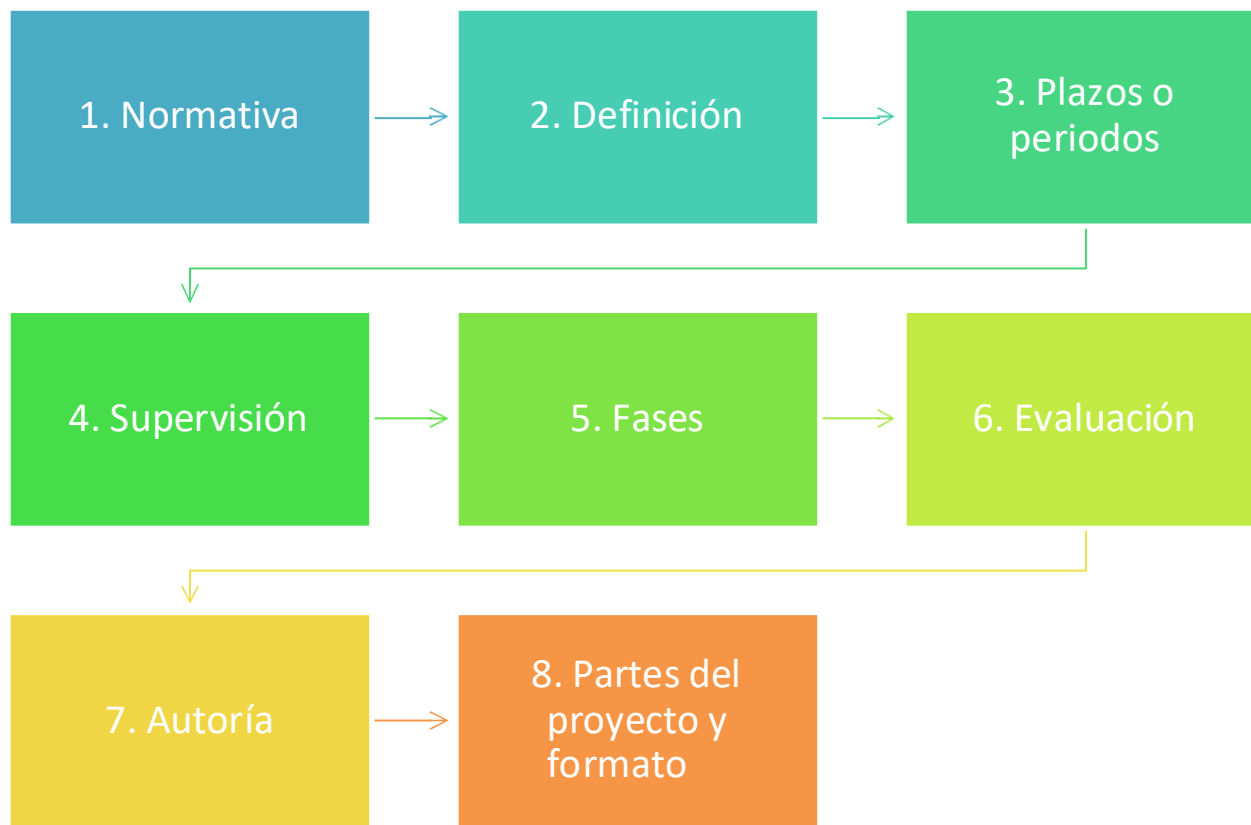 1. Normativa
2. Definición
3. Plazos o
periodos
4. Supervisión
5. Fases
6. Evaluación
7. Autoría
8. Partes del
proyecto y
formato